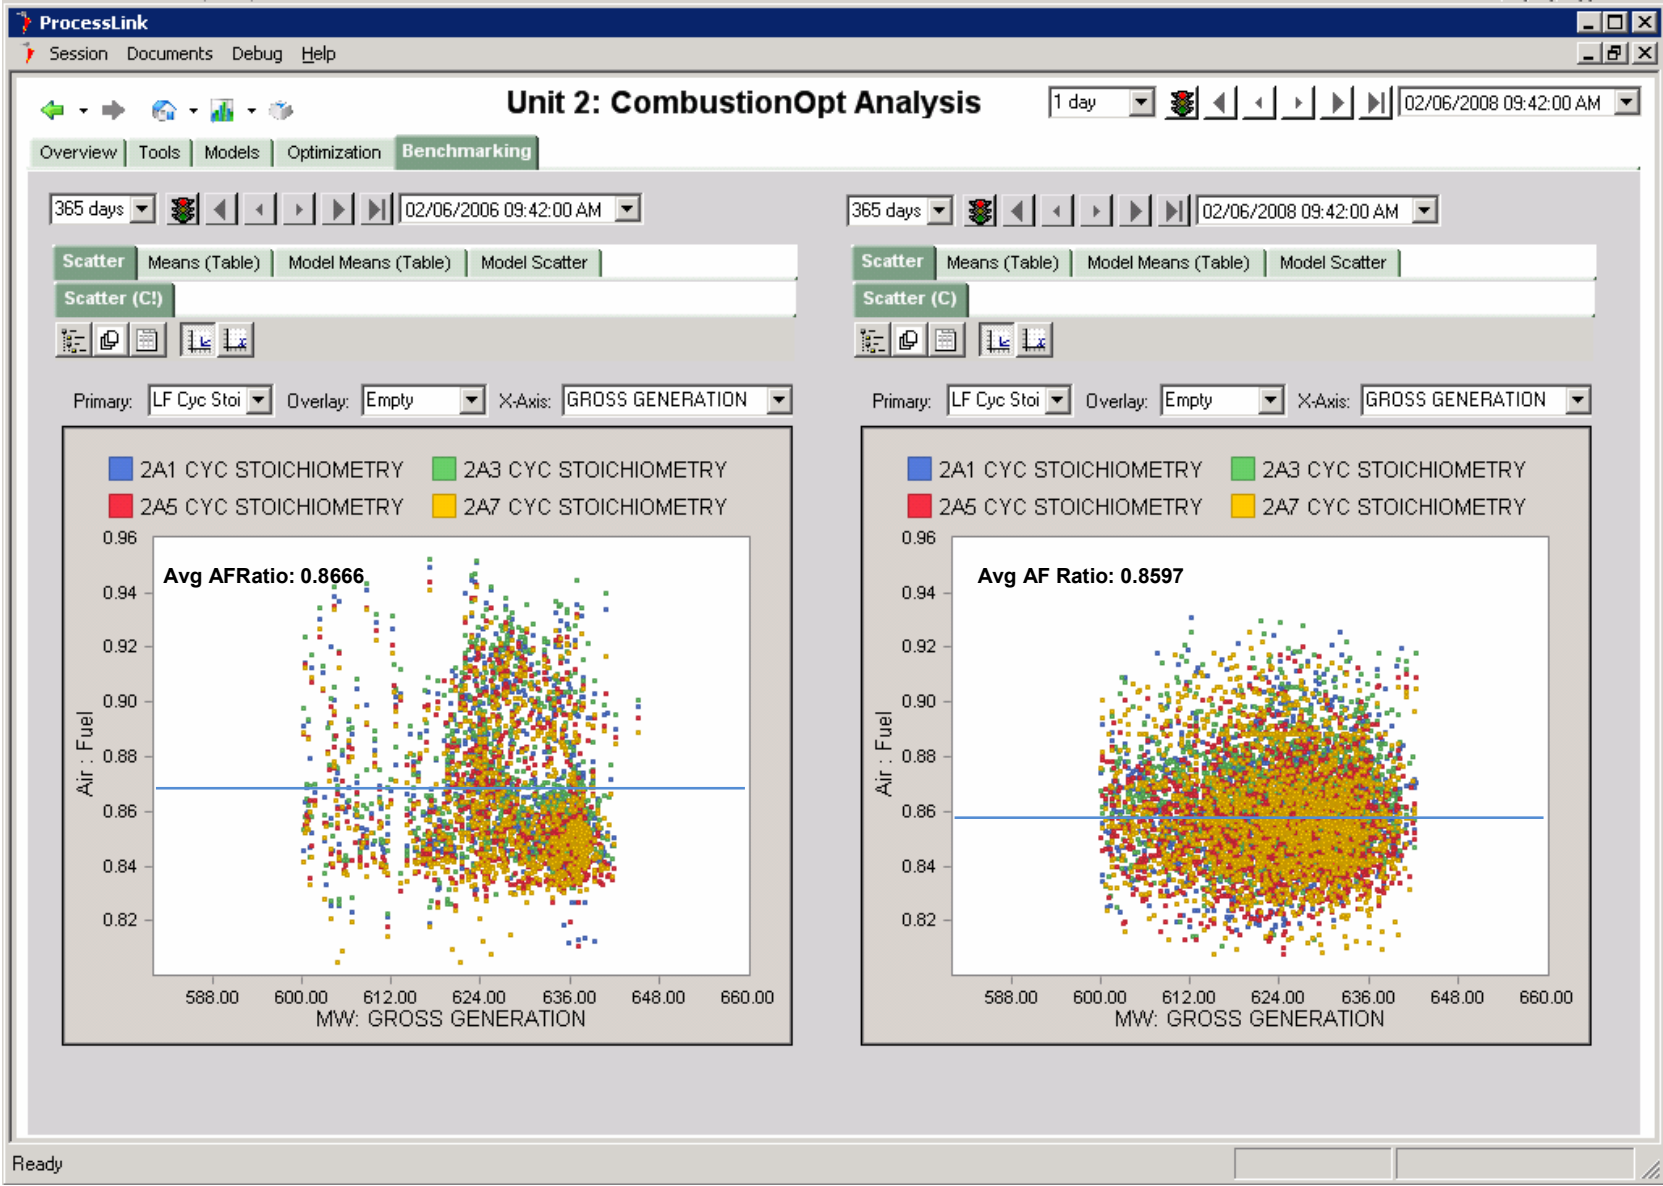 ProcessLink
Session Documents Debug Help
Unit 2: CombustionOpt Analysis
1 day
02/06/2008 09:42:00 AM
Overview Tools Models Optimization Benchmarking
365 days
02/06/2006 09:42:00 AM
Scatter Means (Table) Model Means (Table) Model Scatter
Scatter (C!)
Primary: LF Cyc Stoi Overlay: Empty X-Axis: GROSS GENERATION
2A1 CYC STOICHIOMETRY 2A3 CYC STOICHIOMETRY
2A5 CYC STOICHIOMETRY 2A7 CYC STOICHIOMETRY
Avg AFRatio: 0.8666
0.96
0.94
0.92
0.90
0.88
0.86
0.84
0.82
Air : Fuel
588.00 600.00 612.00 624.00 636.00 648.00 660.00
MW: GROSS GENERATION
365 days
02/06/2008 09:42:00 AM
Scatter Means (Table) Model Means (Table) Model Scatter
Scatter (C)
Primary: LF Cyc Stoi Overlay: Empty X-Axis: GROSS GENERATION
2A1 CYC STOICHIOMETRY 2A3 CYC STOICHIOMETRY
2A5 CYC STOICHIOMETRY 2A7 CYC STOICHIOMETRY
Avg AF Ratio: 0.8597
0.96
0.94
0.92
0.90
0.88
0.86
0.84
0.82
Air : Fuel
588.00 600.00 612.00 624.00 636.00 648.00 660.00
MW: GROSS GENERATION
Ready